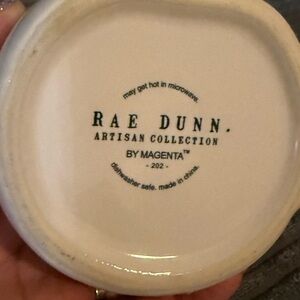 may get hot in microwave.
RAE DUNN.
ARTISAN COLLECTION
BY MAGENTA™
- 202 -
dishwasher safe. made in china.